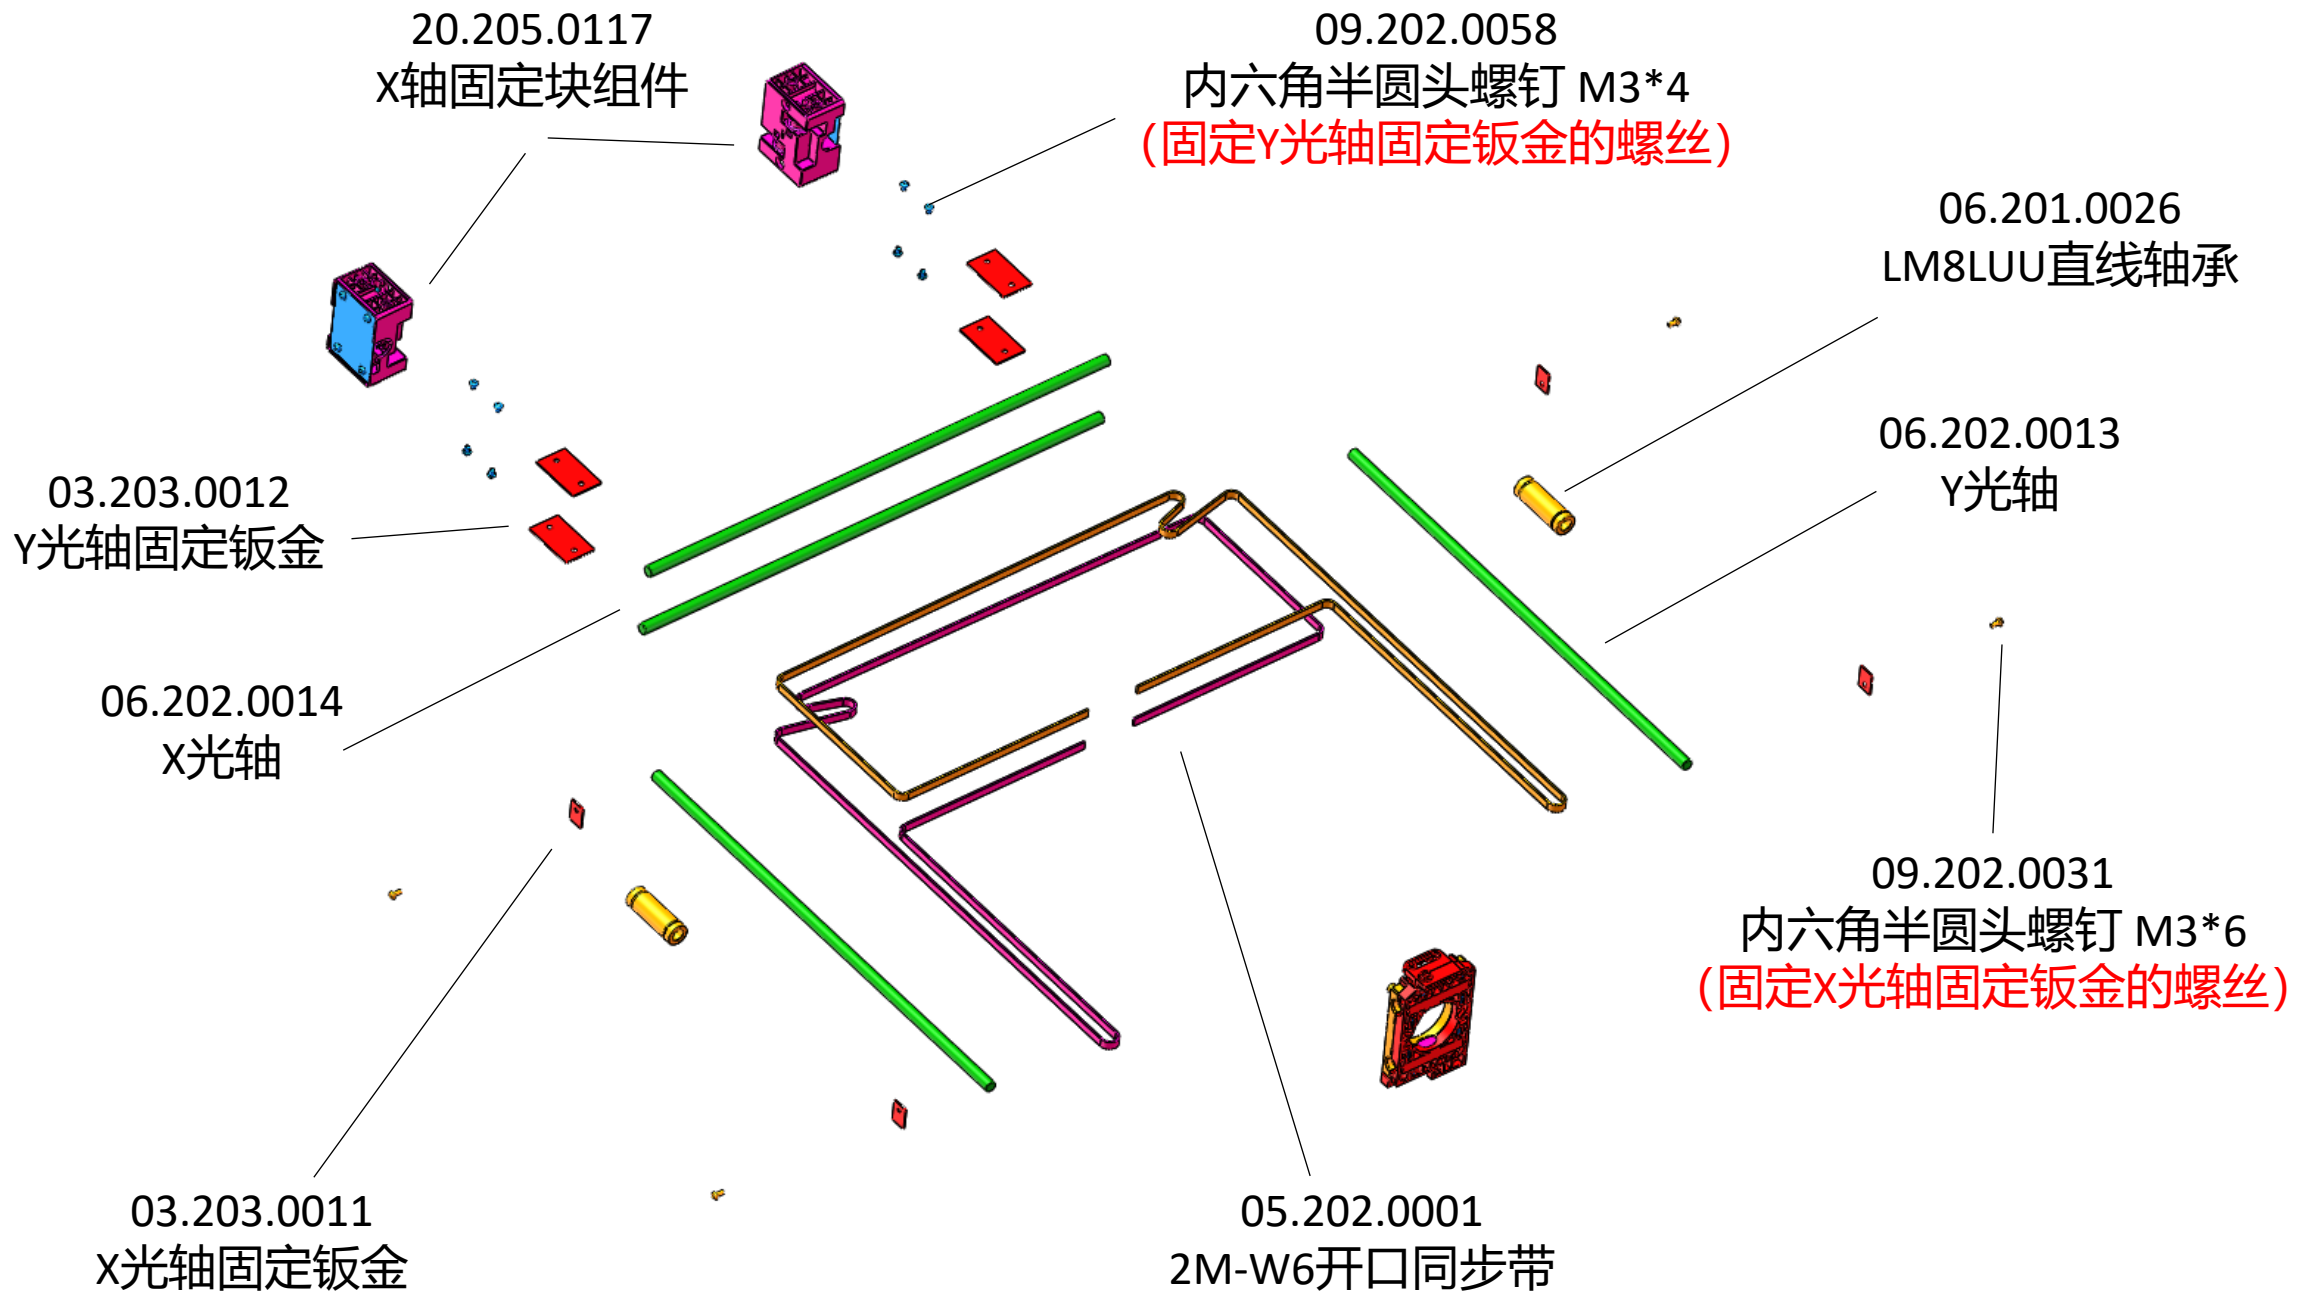 20.205.0117
X轴固定块组件
09.202.0058
内六角半圆头螺钉 M3*4
（固定Y光轴固定钣金的螺丝）
06.201.0026
LM8LUU直线轴承
06.202.0013
Y光轴
03.203.0012
Y光轴固定钣金
06.202.0014
X光轴
09.202.0031
内六角半圆头螺钉 M3*6
（固定X光轴固定钣金的螺丝）
03.203.0011
X光轴固定钣金
05.202.0001
2M-W6开口同步带